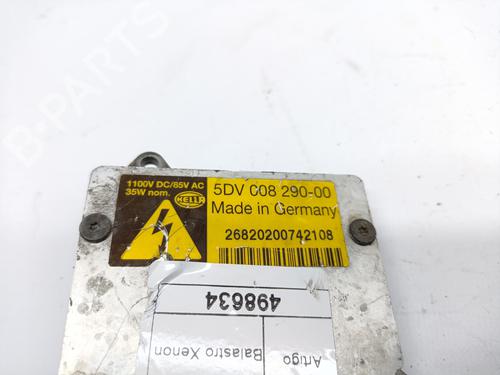 1100V DC/85V AC
35W nom.
HELLA
5DV 008 290-00
Made in Germany
26820200742108
498634
Artigo
Balastro Xenon
B-Parts